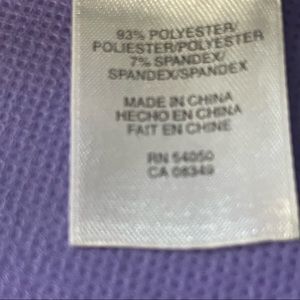 93% POLYESTER/
POLIESTER/POLYESTER
7% SPANDEX/
SPANDEX/SPANDEX
MADE IN CHINA
HECHO EN CHINA
FAIT EN CHINE
RN 54050
CA 08349